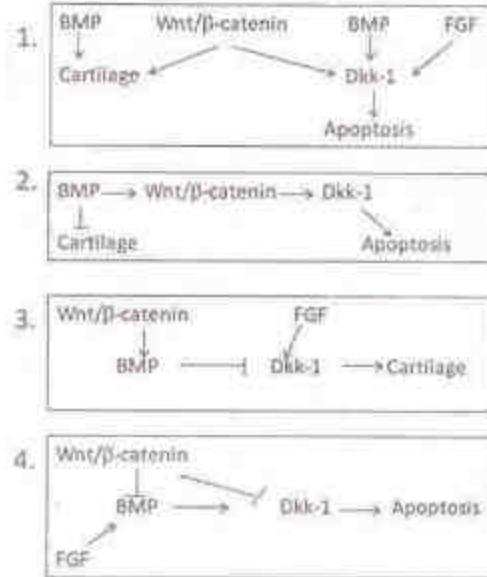 1.
BMP Wnt/β-catenin BMP FGF
Cartilage Dkk-1
Apoptosis
2.
BMP Wnt/β-catenin Dkk-1
Cartilage Apoptosis
3.
Wnt/β-catenin FGF
BMP Dkk-1 Cartilage
4.
Wnt/β-catenin
BMP Dkk-1 Apoptosis
FGF